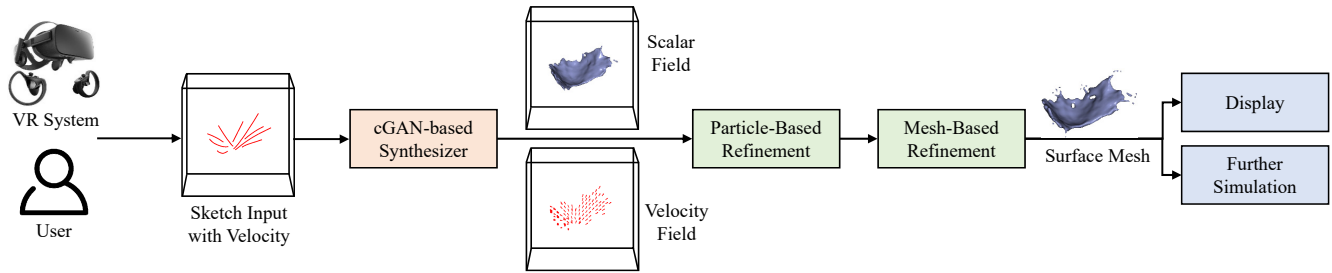 VR System
User
Sketch Input
with Velocity
cGAN-based
Synthesizer
Scalar
Field
Velocity
Field
Particle-Based
Refinement
Mesh-Based
Refinement
Surface Mesh
Display
Further
Simulation